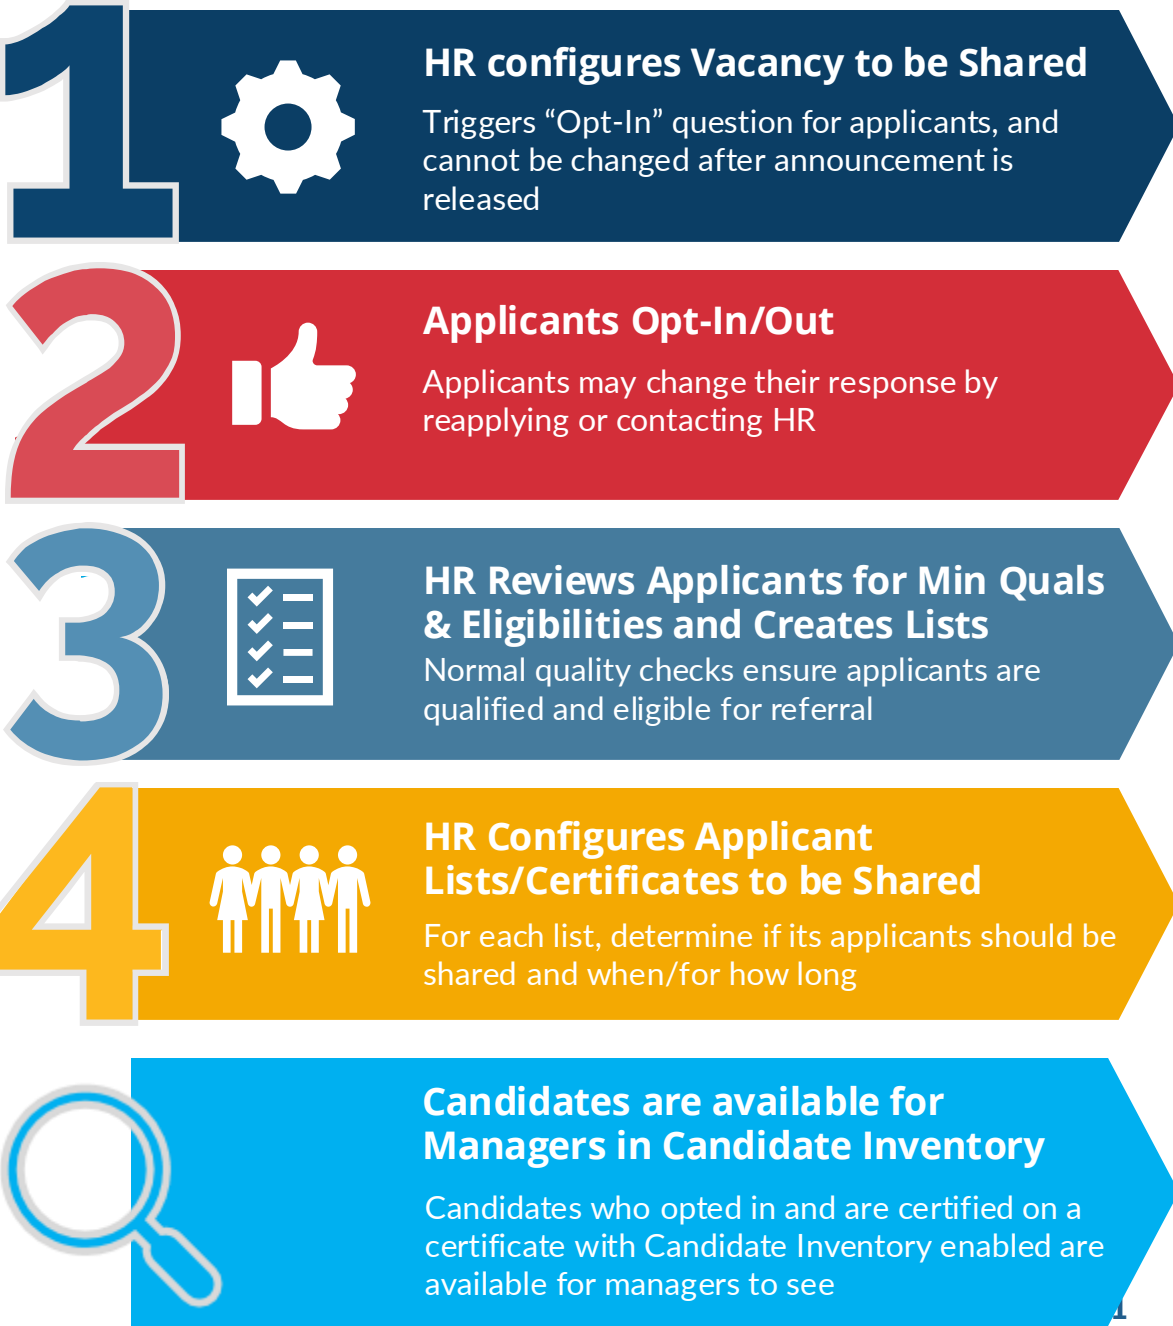 1
HR configures Vacancy to be Shared
Triggers “Opt-In” question for applicants, and
cannot be changed after announcement is
released
2
Applicants Opt-In/Out
Applicants may change their response by
reapplying or contacting HR
3
HR Reviews Applicants for Min Quals
& Eligibilities and Creates Lists
Normal quality checks ensure applicants are
qualified and eligible for referral
4
HR Configures Applicant
Lists/Certificates to be Shared
For each list, determine if its applicants should be
shared and when/for how long
Candidates are available for
Managers in Candidate Inventory
Candidates who opted in and are certified on a
certificate with Candidate Inventory enabled are
available for managers to see